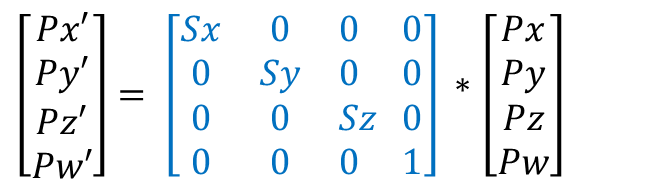 [Px′] [Sx 0 0 0] [Px]
[Py′] = [0 Sy 0 0] * [Py]
[Pz′] [0 0 Sz 0] [Pz]
[Pw′] [0 0 0 1] [Pw]